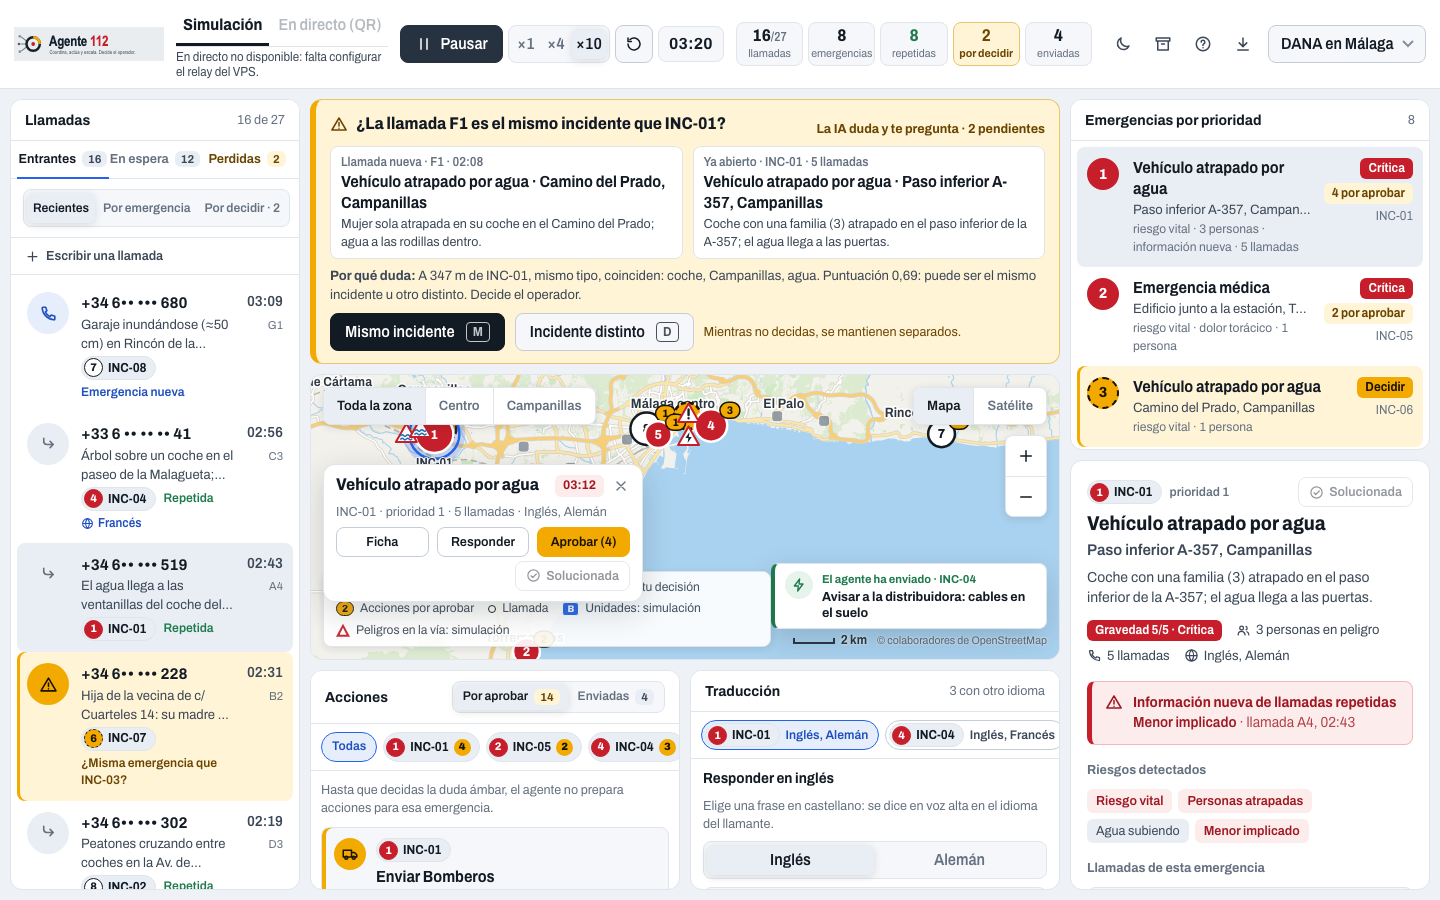 Agente 112
Coordina, actúa y escala. Decide el operador.
Simulación
En directo (QR)
En directo no disponible: falta configurar
el relay del VPS.
Pausar
×1 ×4 ×10
03:20
16/27
llamadas
8
emergencias
8
repetidas
2
por decidir
4
enviadas
DANA en Málaga
Llamadas
16 de 27
Entrantes 16
En espera 12
Perdidas 2
Recientes
Por emergencia
Por decidir · 2
Escribir una llamada
+34 6•• ••• 680
03:09
Garaje inundándose (≈50
cm) en Rincón de la...
G1
7 INC-08
Emergencia nueva
+33 6 •• •• •• 41
02:56
Árbol sobre un coche en el
paseo de la Malagueta;...
C3
4 INC-04 Repetida
Francés
+34 6•• ••• 519
02:43
El agua llega a las
ventanillas del coche del...
A4
1 INC-01 Repetida
+34 6•• ••• 228
02:31
Hija de la vecina de c/
Cuarteles 14: su madre ...
B2
6 INC-07
¿Misma emergencia que
INC-03?
+34 6•• ••• 302
02:19
Peatones cruzando entre
coches en la Av. de...
D3
8 INC-02 Repetida
¿La llamada F1 es el mismo incidente que INC-01?
La IA duda y te pregunta · 2 pendientes
Llamada nueva · F1 · 02:08
Vehículo atrapado por agua · Camino del Prado,
Campanillas
Mujer sola atrapada en su coche en el Camino del Prado;
agua a las rodillas dentro.
Ya abierto · INC-01 · 5 llamadas
Vehículo atrapado por agua · Paso inferior A-
357, Campanillas
Coche con una familia (3) atrapado en el paso inferior de la
A-357; el agua llega a las puertas.
Por qué duda: A 347 m de INC-01, mismo tipo, coinciden: coche, Campanillas, agua. Puntuación 0,69: puede ser el mismo
incidente u otro distinto. Decide el operador.
Mismo incidente M
Incidente distinto D
Mientras no decidas, se mantienen separados.
Toda la zona
Centro
Campanillas
Málaga
El Palo
Mapa
Satélite
1
1
3
5
4
7
1
INC-01
+
−
Vehículo atrapado por agua
03:12
INC-01 · prioridad 1 · 5 llamadas · Inglés, Alemán
Ficha
Responder
Aprobar (4)
Solucionada
tu decisión
2 Acciones por aprobar
Llamada
B Unidades: simulación
Peligros en la vía: simulación
2
El agente ha enviado · INC-04
Avisar a la distribuidora: cables en
el suelo
2 km
© colaboradores de OpenStreetMap
Acciones
Por aprobar 14
Enviadas 4
Todas
1 INC-01 4
2 INC-05 2
4 INC-04 3
Hasta que decidas la duda ámbar, el agente no prepara
acciones para esa emergencia.
1 INC-01
Enviar Bomberos
Traducción
3 con otro idioma
1 INC-01 Inglés, Alemán
4 INC-04 Inglés, Francés
Responder en inglés
Elige una frase en castellano: se dice en voz alta en el idioma
del llamante.
Inglés
Alemán
Emergencias por prioridad
8
1
Vehículo atrapado por
agua
Crítica
4 por aprobar
Paso inferior A-357, Campan...
INC-01
riesgo vital · 3 personas ·
información nueva · 5 llamadas
2
Emergencia médica
Crítica
Edificio junto a la estación, T...
2 por aprobar
riesgo vital · dolor torácico · 1
persona
INC-05
3
Vehículo atrapado por agua
Decidir
Camino del Prado, Campanillas
INC-06
riesgo vital · 1 persona
1 INC-01
prioridad 1
Solucionada
Vehículo atrapado por agua
Paso inferior A-357, Campanillas
Coche con una familia (3) atrapado en el paso
inferior de la A-357; el agua llega a las puertas.
Gravedad 5/5 · Crítica
3 personas en peligro
5 llamadas
Inglés, Alemán
Información nueva de llamadas repetidas
Menor implicado · llamada A4, 02:43
Riesgos detectados
Riesgo vital
Personas atrapadas
Agua subiendo
Menor implicado
Llamadas de esta emergencia